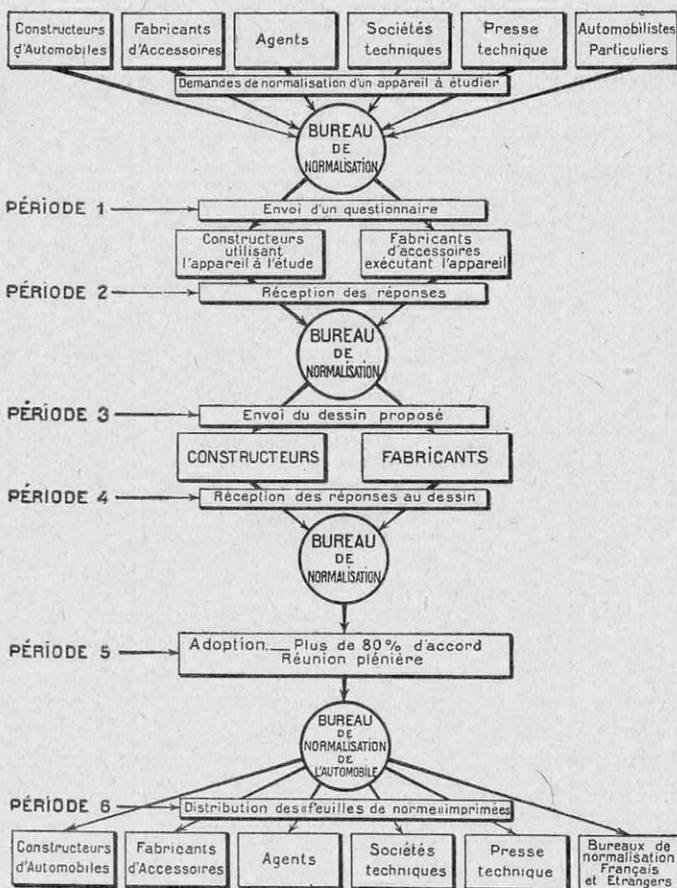 Constructeurs
d'Automobiles
Fabricants
d'Accessoires
Agents
Sociétés
techniques
Presse
technique
Automobilistes
Particuliers
Demandes de normalisation d'un appareil à étudier
BUREAU
DE
NORMALISATION
PÉRIODE 1
Envoi d'un questionnaire
Constructeurs
utilisant
l'appareil à l'étude
Fabricants
d'accessoires
exécutant l'appareil
PÉRIODE 2
Réception des réponses
BUREAU
DE
NORMALISATION
PÉRIODE 3
Envoi du dessin proposé
CONSTRUCTEURS
FABRICANTS
PÉRIODE 4
Réception des réponses au dessin
BUREAU
DE
NORMALISATION
PÉRIODE 5
Adoption __ Plus de 80% d'accord
Réunion plénière
BUREAU
DE
NORMALISATION
DE
L'AUTOMOBILE
PÉRIODE 6
Distribution des «feuilles de norme» imprimées
Constructeurs
d'Automobiles
Fabricants
d'Accessoires
Agents
Sociétés
techniques
Presse
technique
Bureaux de
normalisation
Français
et Etrangers